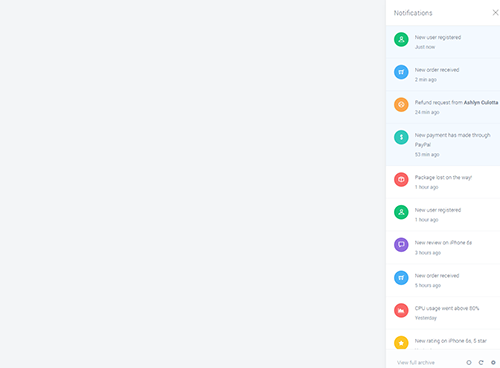 Notifications
New user registered
Just now
New order received
2 min ago
Refund request from Ashlyn Culotta
24 min ago
New payment has made through
PayPal
53 min ago
Package lost on the way!
1 hour ago
New user registered
1 hour ago
New review on iPhone 6s
3 hours ago
New order received
5 hours ago
CPU usage went above 80%
Yesterday
New rating on iPhone 6s, 5 star
View full archive